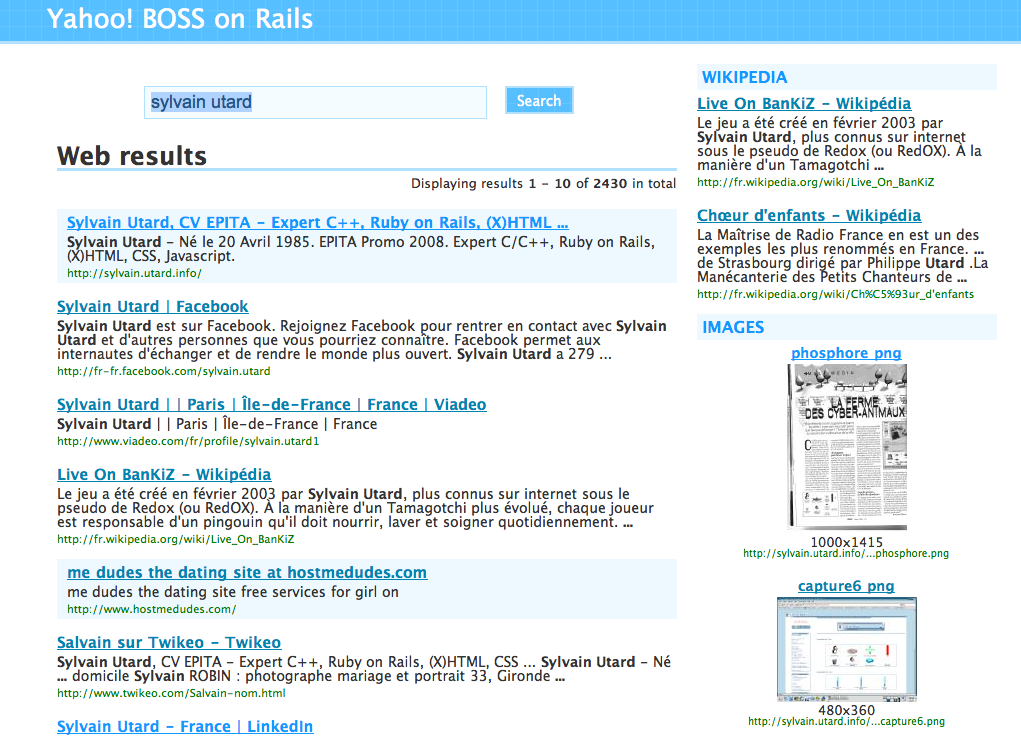 Yahoo! BOSS on Rails
sylvain utard
Search
Web results
Displaying results 1 – 10 of 2430 in total
Sylvain Utard, CV EPITA – Expert C++, Ruby on Rails, (X)HTML ...
Sylvain Utard – Né le 20 Avril 1985. EPITA Promo 2008. Expert C/C++, Ruby on Rails,
(X)HTML, CSS, Javascript.
http://sylvain.utard.info/
Sylvain Utard | Facebook
Sylvain Utard est sur Facebook. Rejoignez Facebook pour rentrer en contact avec Sylvain
Utard et d'autres personnes que vous pourriez connaître. Facebook permet aux
internautes d'échanger et de rendre le monde plus ouvert. Sylvain Utard a 279 ...
http://fr-fr.facebook.com/sylvain.utard
Sylvain Utard | | Paris | Île-de-France | France | Viadeo
Sylvain Utard | | Paris | Île-de-France | France
http://www.viadeo.com/fr/profile/sylvain.utard1
Live On BanKiZ – Wikipédia
Le jeu a été créé en février 2003 par Sylvain Utard, plus connus sur internet sous le
pseudo de Redox (ou RedOX). À la manière d'un Tamagotchi plus évolué, chaque joueur
est responsable d'un pingouin qu'il doit nourrir, laver et soigner quotidiennement. ...
http://fr.wikipedia.org/wiki/Live_On_BanKiZ
me dudes the dating site at hostmedudes.com
me dudes the dating site free services for girl on
http://www.hostmedudes.com/
Salvain sur Twikeo – Twikeo
Sylvain Utard, CV EPITA – Expert C++, Ruby on Rails, (X)HTML, CSS ... Sylvain Utard – Né
... domicile Sylvain ROBIN : photographe mariage et portrait 33, Gironde ...
http://www.twikeo.com/Salvain-nom.html
Sylvain Utard – France | LinkedIn
WIKIPEDIA
Live On BanKiZ – Wikipédia
Le jeu a été créé en février 2003 par
Sylvain Utard, plus connus sur internet
sous le pseudo de Redox (ou RedOX). À la
manière d'un Tamagotchi ...
http://fr.wikipedia.org/wiki/Live_On_BanKiZ
Chœur d'enfants – Wikipédia
La Maîtrise de Radio France en est un des
exemples les plus renommés en France. ...
de Strasbourg dirigé par Philippe Utard .La
Manécanterie des Petits Chanteurs de ...
http://fr.wikipedia.org/wiki/Ch%C5%93ur_d'enfants
IMAGES
phosphore png
LA FERME
DES CYBER-ANIMAUX
1000x1415
http://sylvain.utard.info/...phosphore.png
capture6 png
480x360
http://sylvain.utard.info/...capture6.png